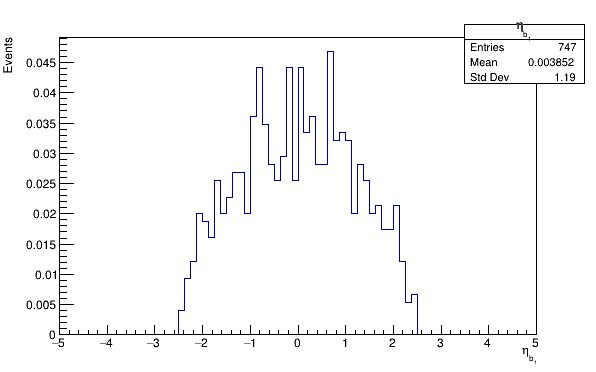 η_b₁
Entries 747
Mean 0.003852
Std Dev 1.19
Events
0.045
0.04
0.035
0.03
0.025
0.02
0.015
0.01
0.005
0
−5 −4 −3 −2 −1 0 1 2 3 4 5
η_b₁